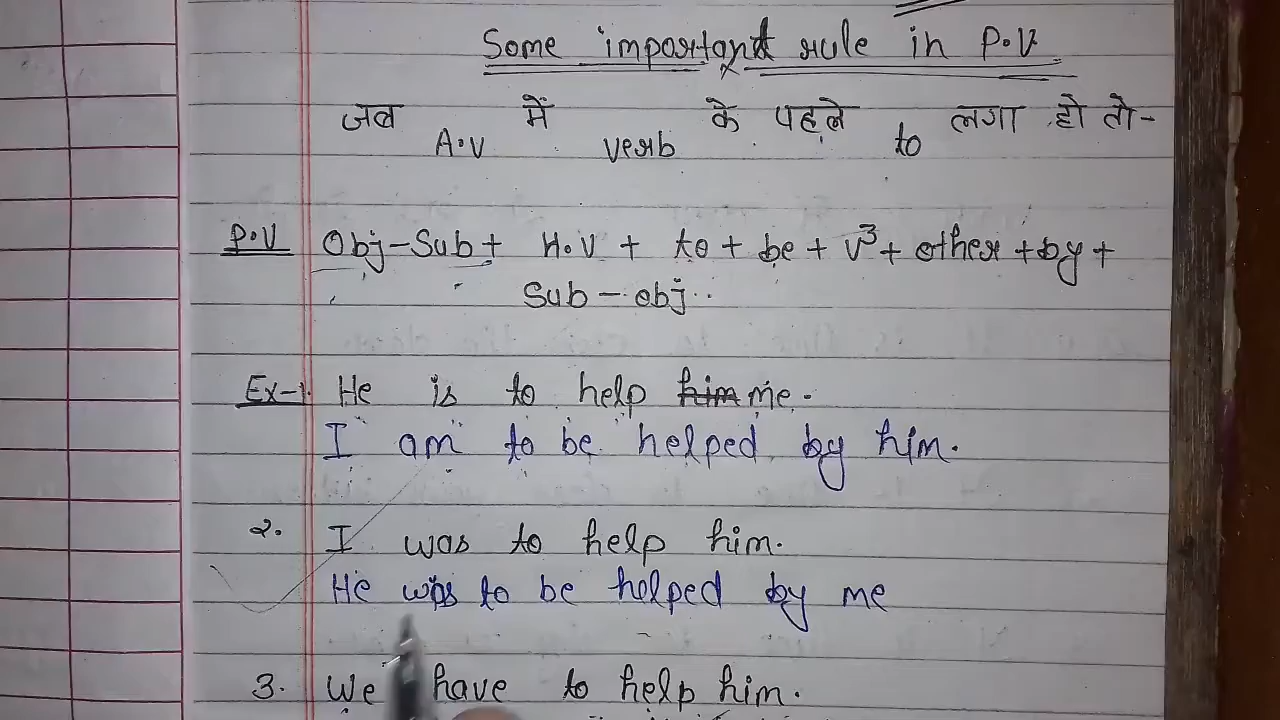 Some important rule in P.V.
जब A.V में verb के पहले to लगा हो तो-
P.V Obj-Sub + H.V + to + be + V³ + other + by +
Sub - obj..
Ex-1. He is to help him me.
I am to be helped by him.
2. I was to help him.
He was to be helped by me
3. We have to help him.